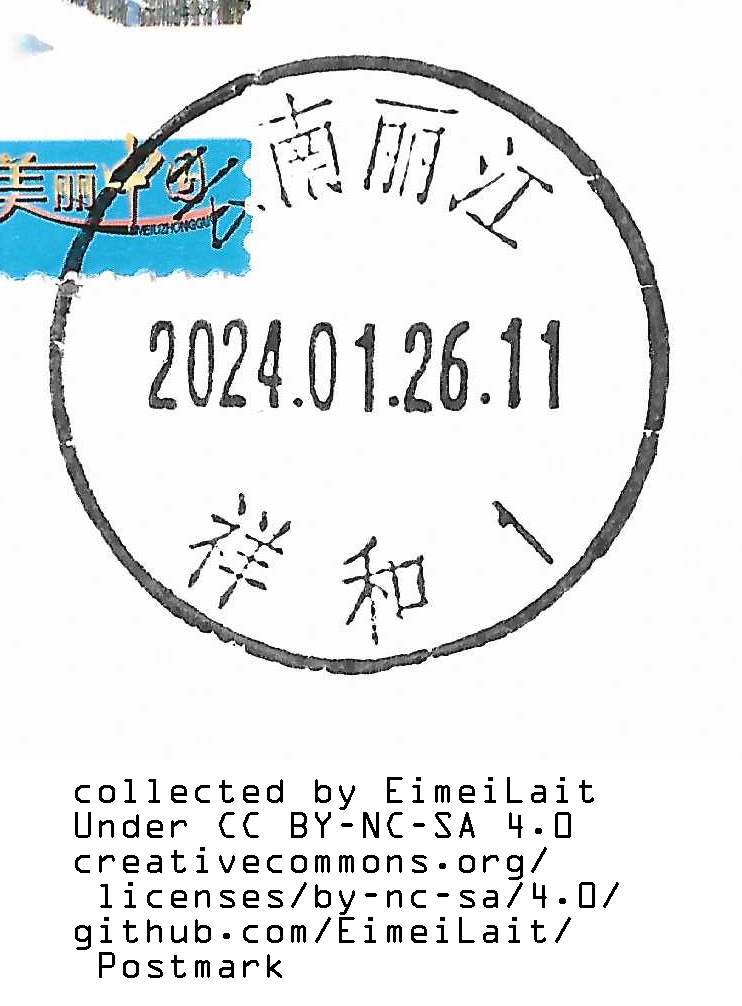 美丽中国
MEILIZHONGGUO
云南丽江
2024.01.26.11
祥和 1
collected by EimeiLait
Under CC BY-NC-SA 4.0
creativecommons.org/
licenses/by-nc-sa/4.0/
github.com/EimeiLait/
Postmark